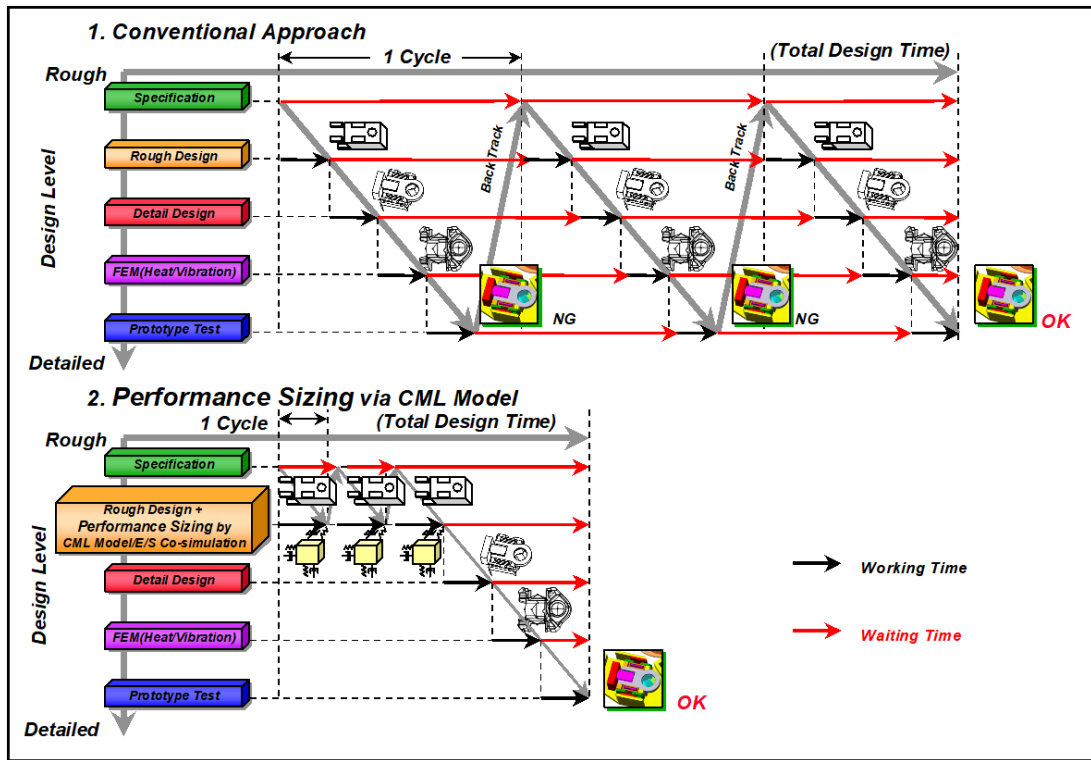 1. Conventional Approach
1 Cycle
(Total Design Time)
Rough
Specification
Rough Design
Detail Design
FEM(Heat/Vibration)
Prototype Test
Design Level
Detailed
Back Track
Back Track
NG
NG
OK
2. Performance Sizing via CML Model
1 Cycle
(Total Design Time)
Rough
Specification
Rough Design +
Performance Sizing by
CML Model/E/S Co-simulation
Detail Design
FEM(Heat/Vibration)
Prototype Test
Design Level
Detailed
OK
Working Time
Waiting Time